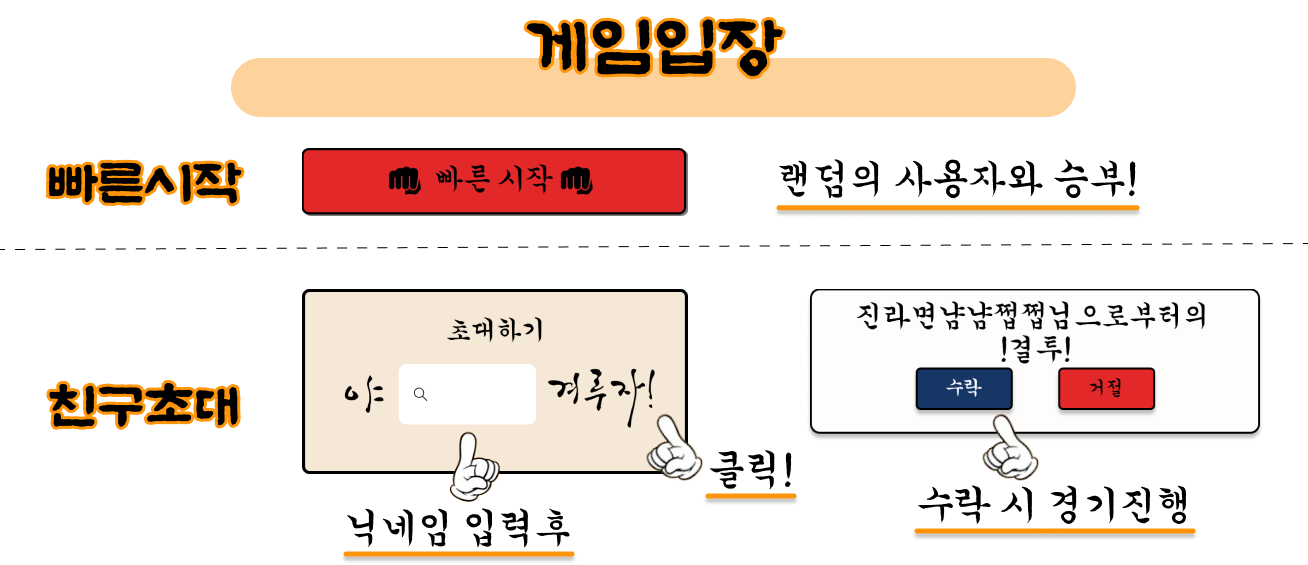 게임입장
빠른시작
빠른 시작
랜덤의 사용자와 승부!
친구초대
초대하기
야!
겨루자!
클릭!
닉네임 입력후
진라면냠냠쩝쩝님으로부터의
!결투!
수락
거절
수락 시 경기진행